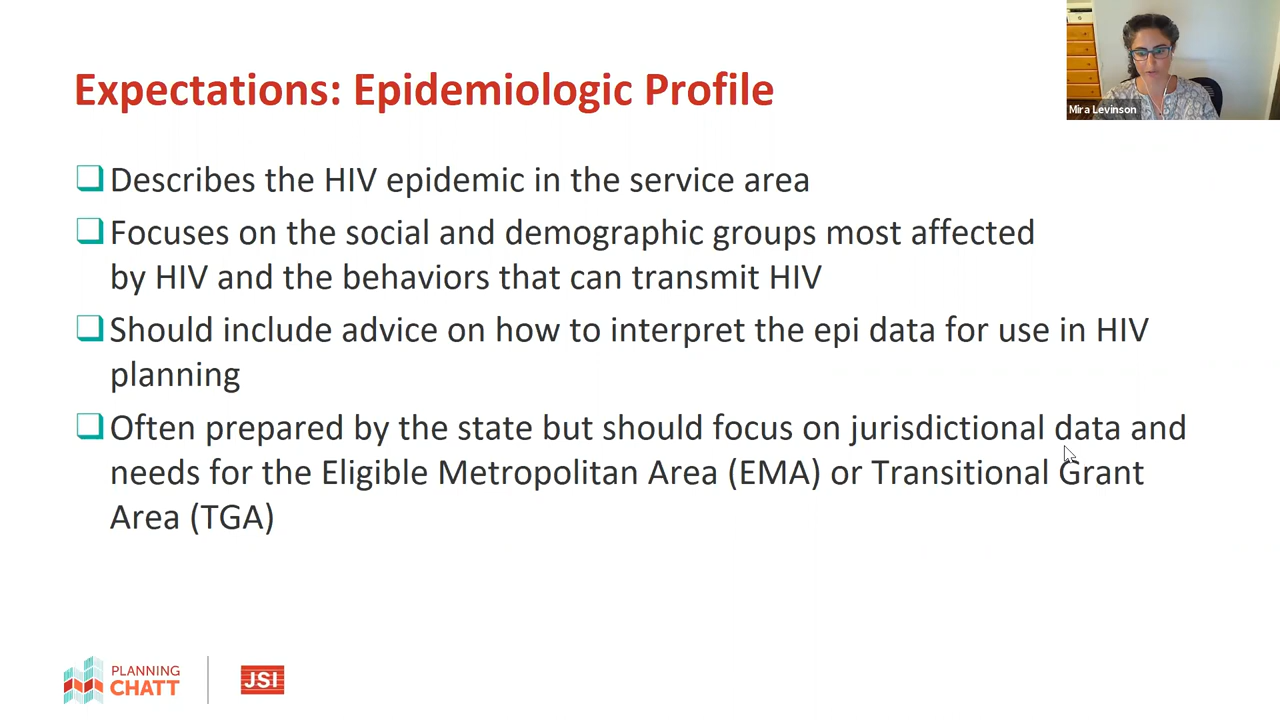 Expectations: Epidemiologic Profile
Mira Levinson
Describes the HIV epidemic in the service area
Focuses on the social and demographic groups most affected
by HIV and the behaviors that can transmit HIV
Should include advice on how to interpret the epi data for use in HIV
planning
Often prepared by the state but should focus on jurisdictional data and
needs for the Eligible Metropolitan Area (EMA) or Transitional Grant
Area (TGA)
PLANNING
CHATT
JSI